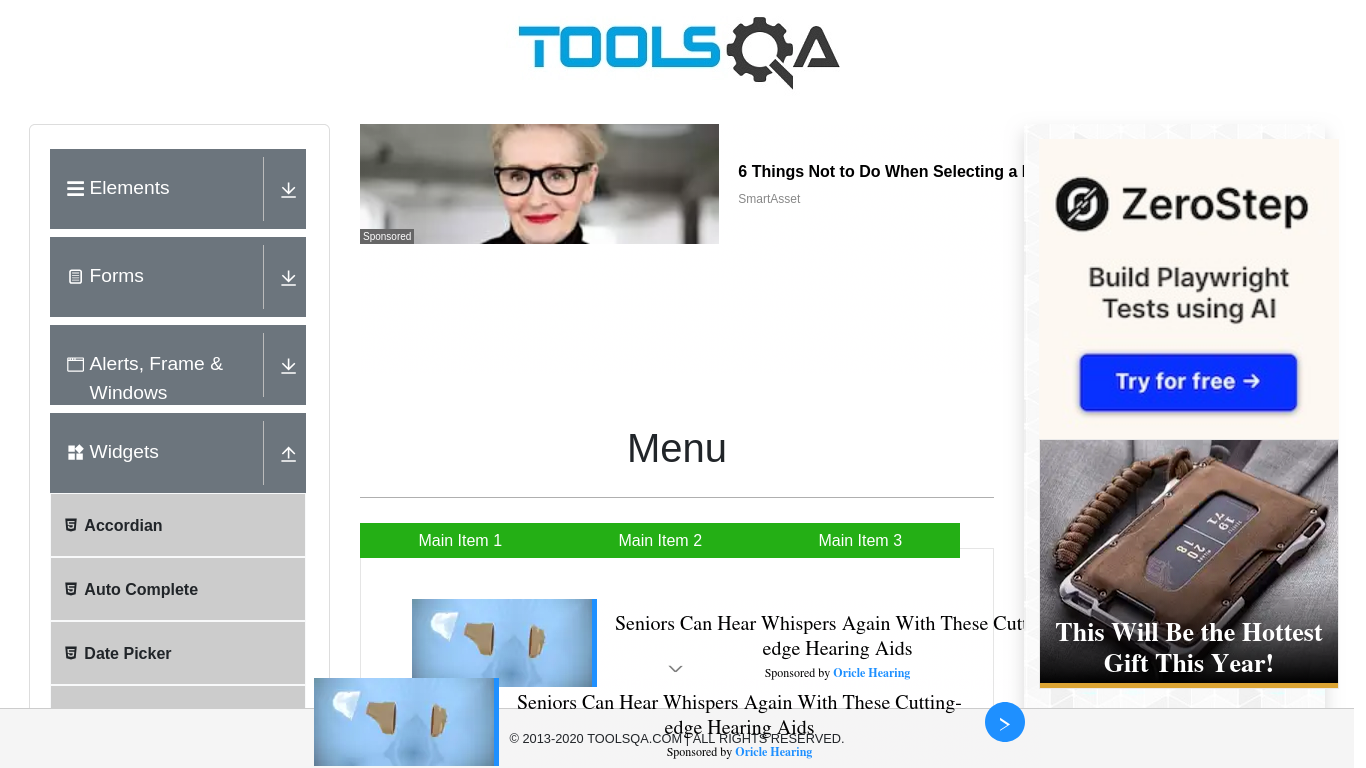 TOOLSQA
Elements
Forms
Alerts, Frame &
Windows
Widgets
Accordian
Auto Complete
Date Picker
Sponsored
6 Things Not to Do When Selecting a
SmartAsset
Menu
Main Item 1
Main Item 2
Main Item 3
Seniors Can Hear Whispers Again With These
edge Hearing Aids
Sponsored by Oricle Hearing
Seniors Can Hear Whispers Again With These Cutting-
edge Hearing Aids
Sponsored by Oricle Hearing
© 2013-2020 TOOLSQA.COM | ALL RIGHTS RESERVED.
ZeroStep
Build Playwright
Tests using AI
Try for free →
This Will Be the Hottest
Gift This Year!